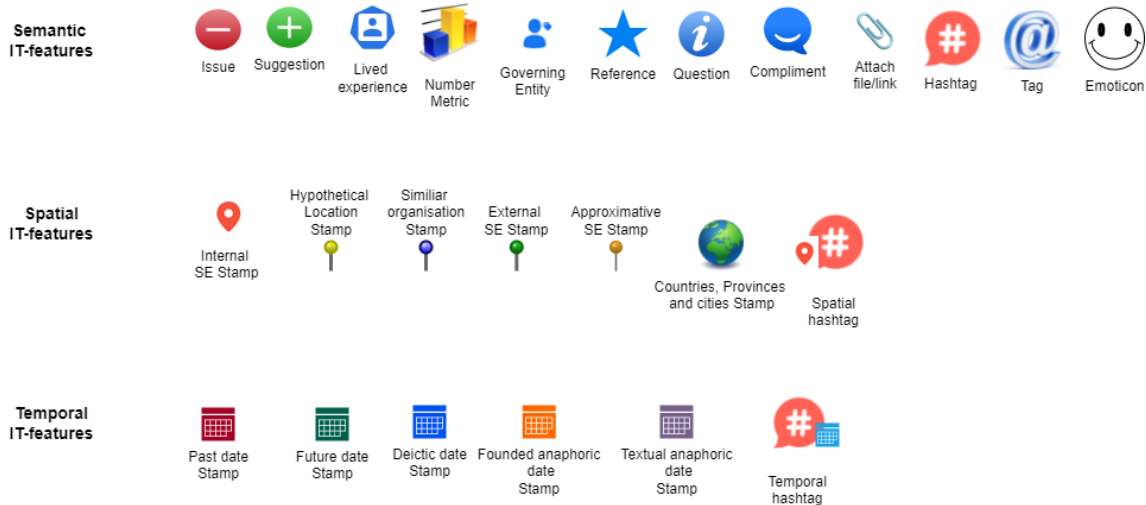 Semantic
IT-features
Issue
Suggestion
Lived
experience
Number
Metric
Governing
Entity
Reference
Question
Compliment
Attach
file/link
Hashtag
Tag
Emoticon
Spatial
IT-features
Internal
SE Stamp
Hypothetical
Location
Stamp
Similiar
organisation
Stamp
External
SE Stamp
Approximative
SE Stamp
Countries, Provinces
and cities Stamp
Spatial
hashtag
Temporal
IT-features
Past date
Stamp
Future date
Stamp
Deictic date
Stamp
Founded anaphoric
date
Stamp
Textual anaphoric
date
Stamp
Temporal
hashtag